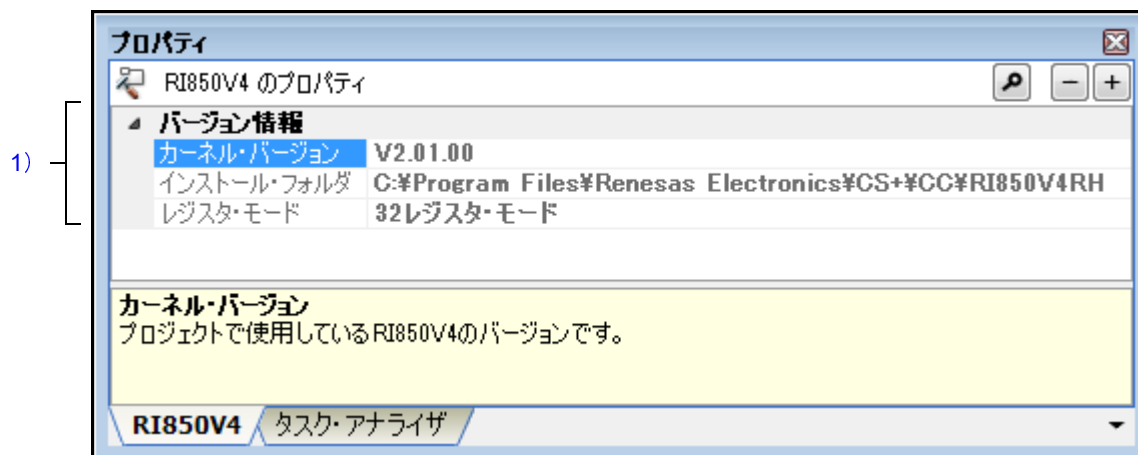 プロパティ
RI850V4 のプロパティ
1)
バージョン情報
カーネル・バージョン V2.01.00
インストール・フォルダ C:¥Program Files¥Renesas Electronics¥CS+¥CC¥RI850V4RH
レジスタ・モード 32レジスタ・モード
カーネル・バージョン
プロジェクトで使用しているRI850V4のバージョンです。
RI850V4 タスク・アナライザ